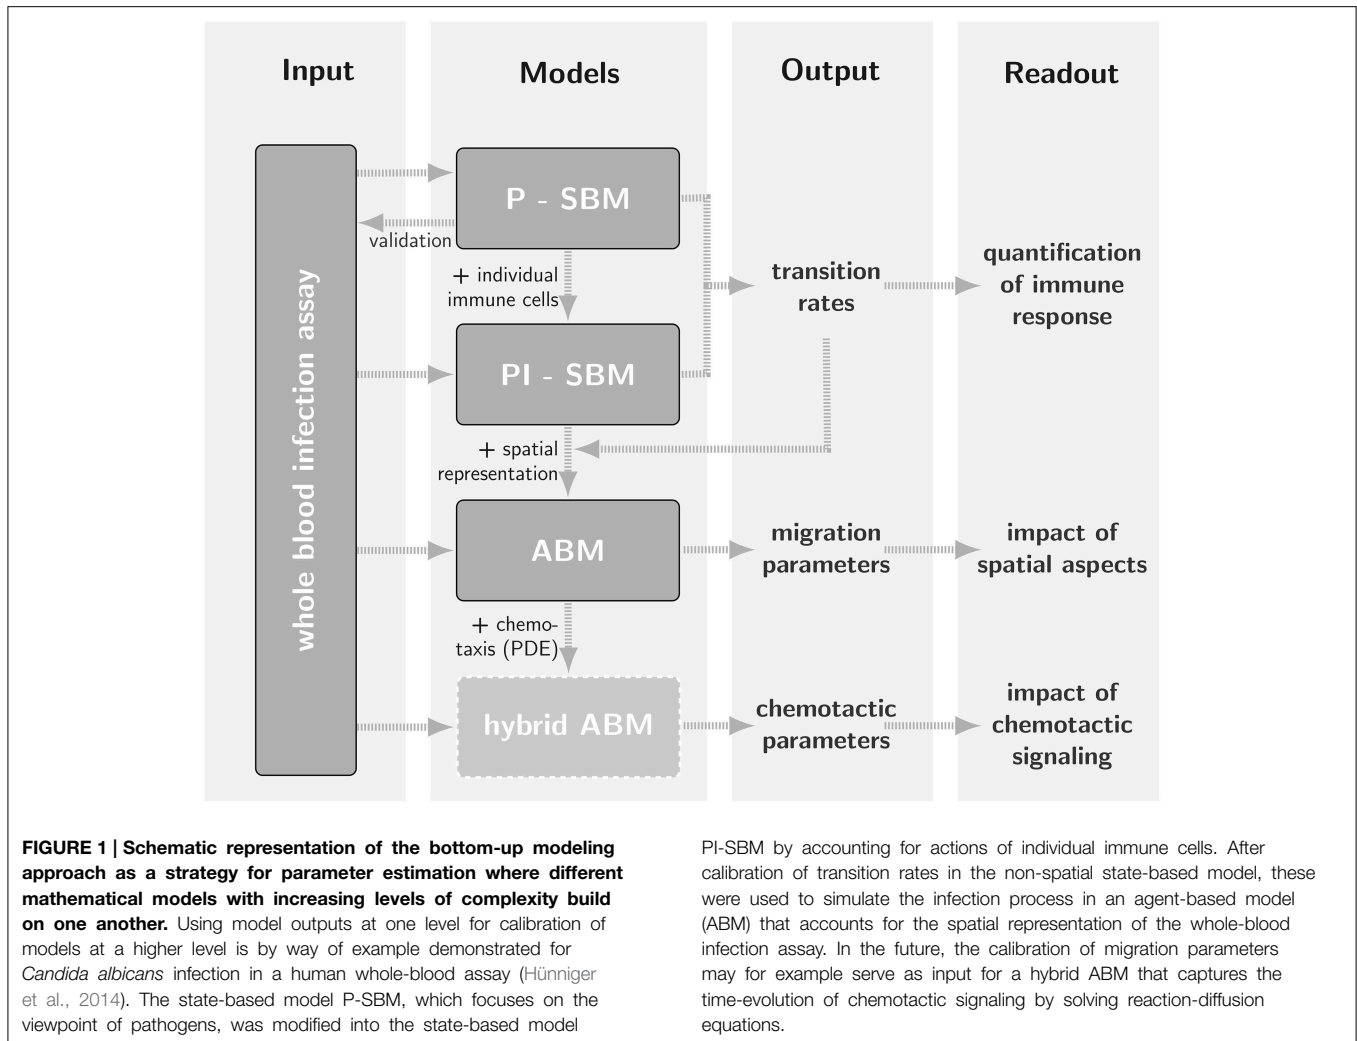 Input
Models
Output
Readout
whole blood infection assay
P - SBM
validation
+ individual
immune cells
PI - SBM
+ spatial
representation
ABM
+ chemo-
taxis (PDE)
hybrid ABM
transition
rates
migration
parameters
chemotactic
parameters
quantification
of immune
response
impact of
spatial aspects
impact of
chemotactic
signaling
FIGURE 1 | Schematic representation of the bottom-up modeling
approach as a strategy for parameter estimation where different
mathematical models with increasing levels of complexity build
on one another. Using model outputs at one level for calibration of
models at a higher level is by way of example demonstrated for
Candida albicans infection in a human whole-blood assay (Hünniger
et al., 2014). The state-based model P-SBM, which focuses on the
viewpoint of pathogens, was modified into the state-based model
PI-SBM by accounting for actions of individual immune cells. After
calibration of transition rates in the non-spatial state-based model, these
were used to simulate the infection process in an agent-based model
(ABM) that accounts for the spatial representation of the whole-blood
infection assay. In the future, the calibration of migration parameters
may for example serve as input for a hybrid ABM that captures the
time-evolution of chemotactic signaling by solving reaction-diffusion
equations.